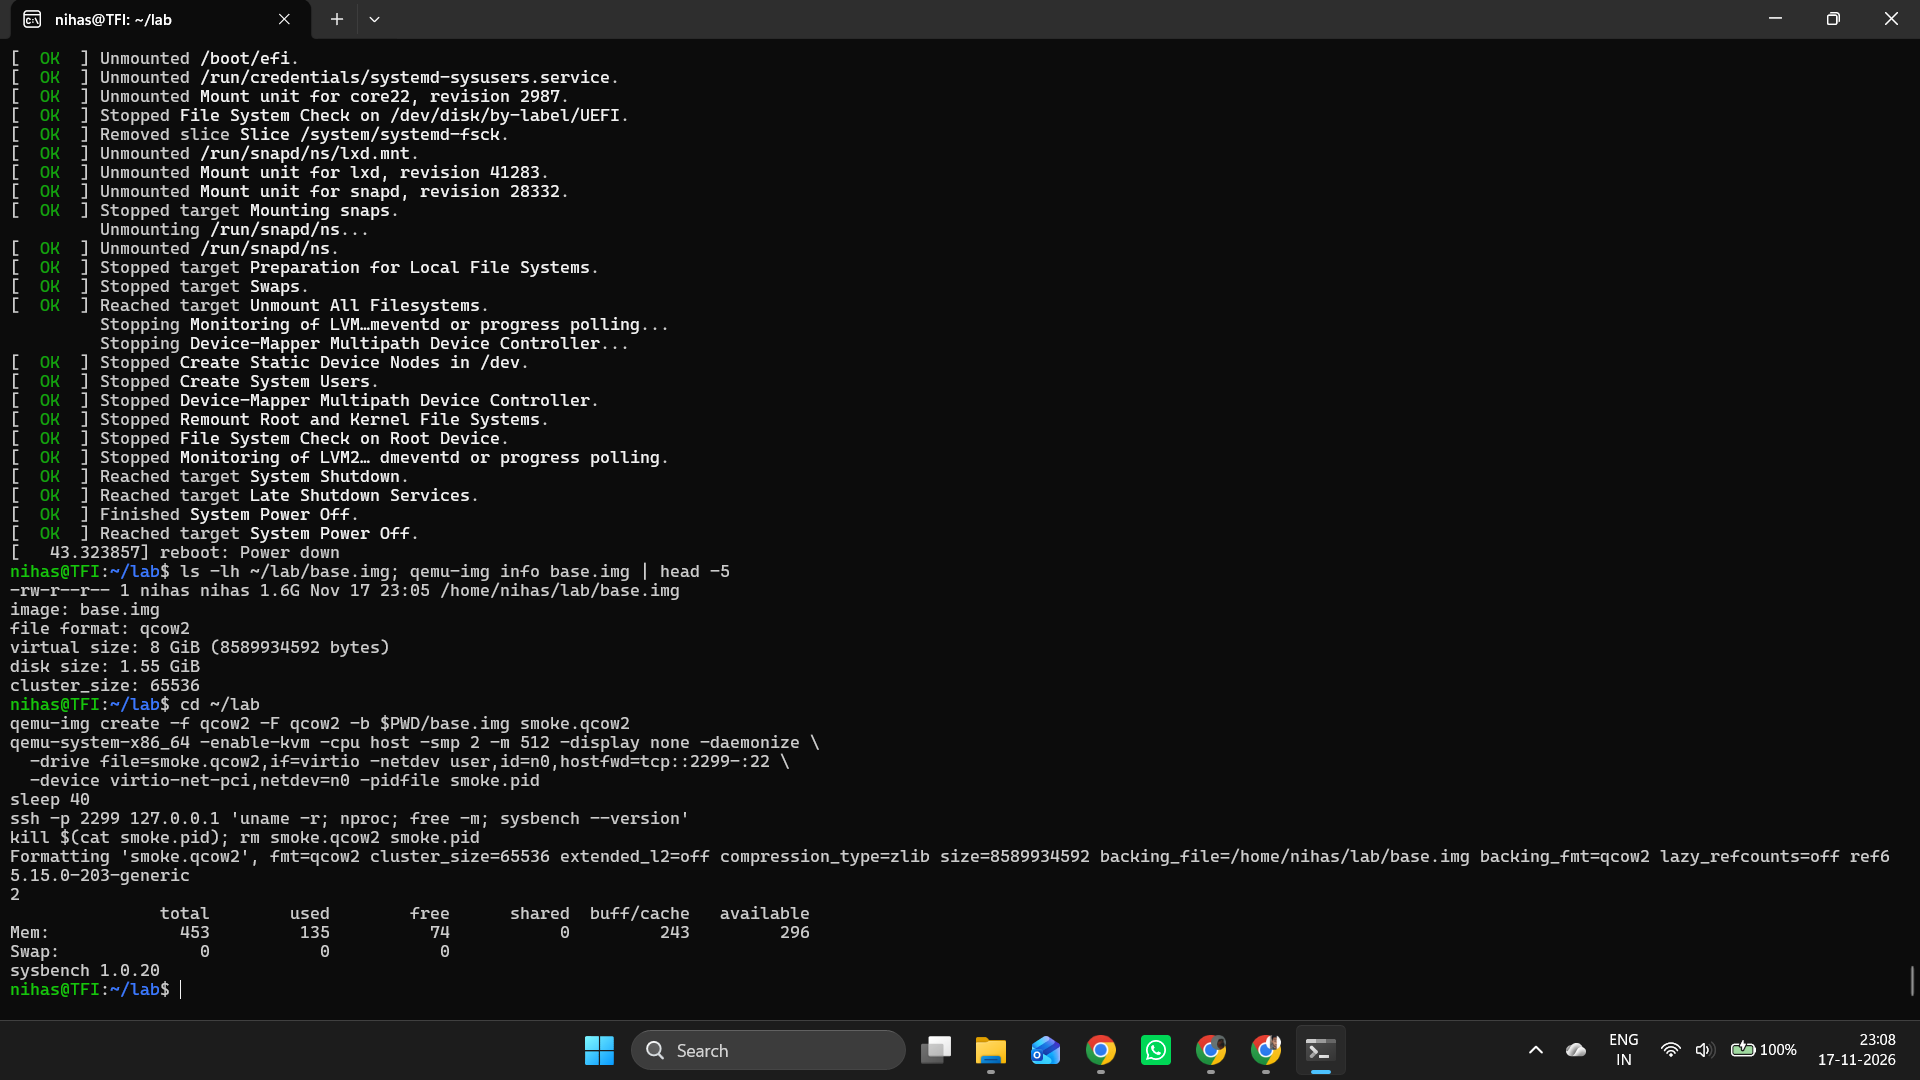 nihas@TFI: ~/lab
[  OK  ] Unmounted /boot/efi.
[  OK  ] Unmounted /run/credentials/systemd-sysusers.service.
[  OK  ] Unmounted Mount unit for core22, revision 2987.
[  OK  ] Stopped File System Check on /dev/disk/by-label/UEFI.
[  OK  ] Removed slice Slice /system/systemd-fsck.
[  OK  ] Unmounted /run/snapd/ns/lxd.mnt.
[  OK  ] Unmounted Mount unit for lxd, revision 41283.
[  OK  ] Unmounted Mount unit for snapd, revision 28332.
[  OK  ] Stopped target Mounting snaps.
         Unmounting /run/snapd/ns...
[  OK  ] Unmounted /run/snapd/ns.
[  OK  ] Stopped target Preparation for Local File Systems.
[  OK  ] Stopped target Swaps.
[  OK  ] Reached target Unmount All Filesystems.
         Stopping Monitoring of LVM…meventd or progress polling...
         Stopping Device-Mapper Multipath Device Controller...
[  OK  ] Stopped Create Static Device Nodes in /dev.
[  OK  ] Stopped Create System Users.
[  OK  ] Stopped Device-Mapper Multipath Device Controller.
[  OK  ] Stopped Remount Root and Kernel File Systems.
[  OK  ] Stopped File System Check on Root Device.
[  OK  ] Stopped Monitoring of LVM2… dmeventd or progress polling.
[  OK  ] Reached target System Shutdown.
[  OK  ] Reached target Late Shutdown Services.
[  OK  ] Finished System Power Off.
[  OK  ] Reached target System Power Off.
[   43.323857] reboot: Power down
nihas@TFI:~/lab$ ls -lh ~/lab/base.img; qemu-img info base.img | head -5
-rw-r--r-- 1 nihas nihas 1.6G Nov 17 23:05 /home/nihas/lab/base.img
image: base.img
file format: qcow2
virtual size: 8 GiB (8589934592 bytes)
disk size: 1.55 GiB
cluster_size: 65536
nihas@TFI:~/lab$ cd ~/lab
qemu-img create -f qcow2 -F qcow2 -b $PWD/base.img smoke.qcow2
qemu-system-x86_64 -enable-kvm -cpu host -smp 2 -m 512 -display none -daemonize \
  -drive file=smoke.qcow2,if=virtio -netdev user,id=n0,hostfwd=tcp::2299-:22 \
  -device virtio-net-pci,netdev=n0 -pidfile smoke.pid
sleep 40
ssh -p 2299 127.0.0.1 'uname -r; nproc; free -m; sysbench --version'
kill $(cat smoke.pid); rm smoke.qcow2 smoke.pid
Formatting 'smoke.qcow2', fmt=qcow2 cluster_size=65536 extended_l2=off compression_type=zlib size=8589934592 backing_file=/home/nihas/lab/base.img backing_fmt=qcow2 lazy_refcounts=off ref6
5.15.0-203-generic
2
               total        used        free      shared  buff/cache   available
Mem:             453         135          74           0         243         296
Swap:              0           0           0
sysbench 1.0.20
nihas@TFI:~/lab$
Search
ENG
IN
100%
23:08
17-11-2026